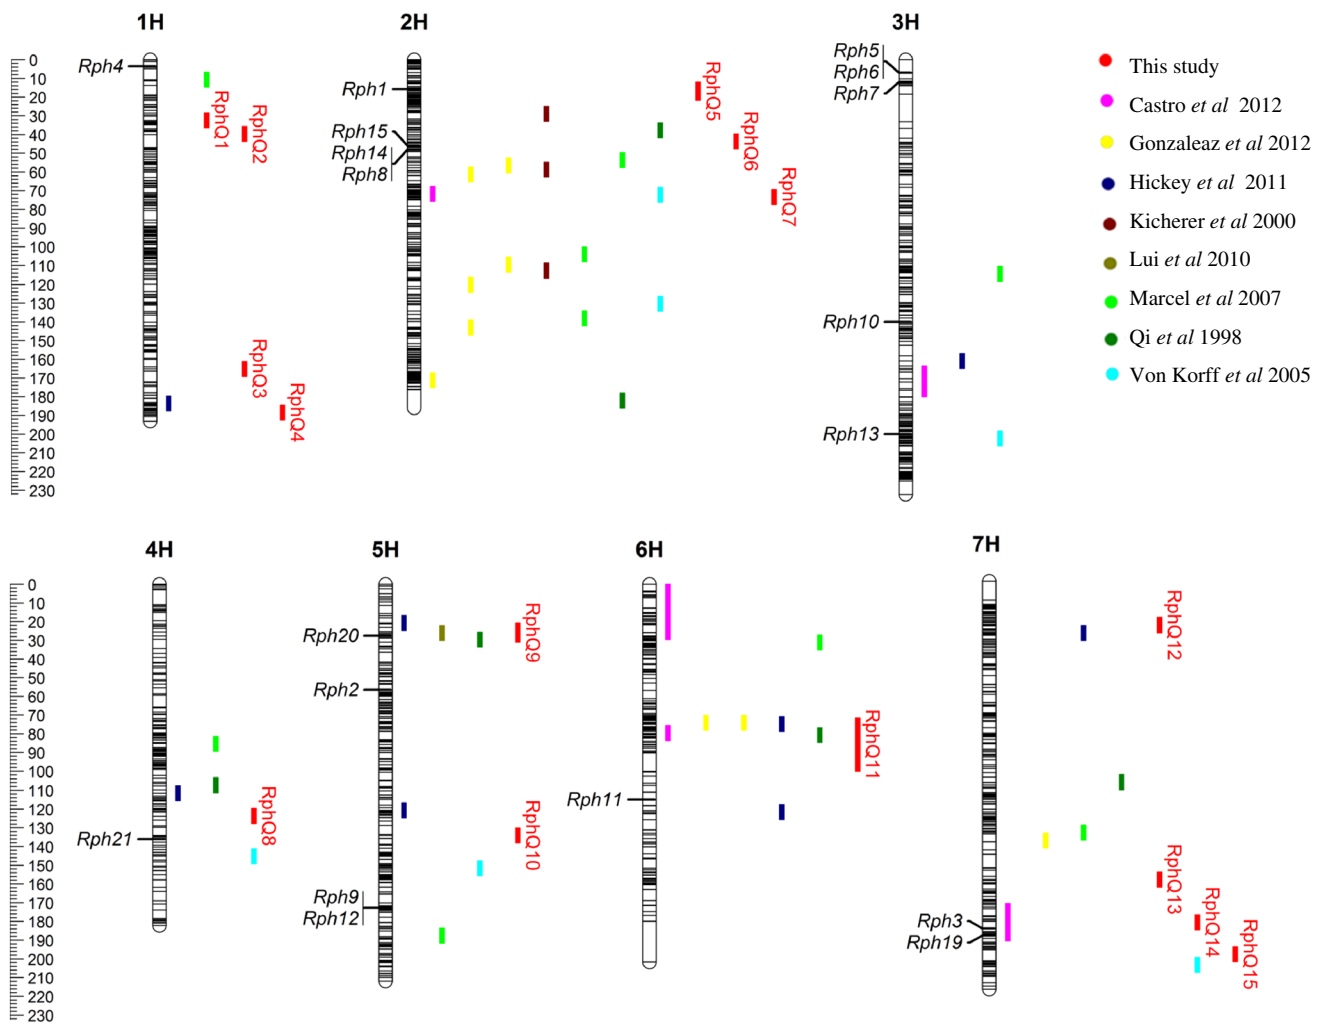 1H
2H
3H
0
10
20
30
40
50
60
70
80
90
100
110
120
130
140
150
160
170
180
190
200
210
220
230
Rph4
RphQ1
RphQ2
RphQ3
RphQ4
Rph1
Rph15
Rph14
Rph8
RphQ5
RphQ6
RphQ7
Rph5
Rph6
Rph7
Rph10
Rph13
This study
Castro et al 2012
Gonzaleaz et al 2012
Hickey et al 2011
Kicherer et al 2000
Lui et al 2010
Marcel et al 2007
Qi et al 1998
Von Korff et al 2005
4H
5H
6H
7H
0
10
20
30
40
50
60
70
80
90
100
110
120
130
140
150
160
170
180
190
200
210
220
230
Rph21
RphQ8
Rph20
Rph2
Rph9
Rph12
RphQ9
RphQ10
Rph11
RphQ11
Rph3
Rph19
RphQ12
RphQ13
RphQ14
RphQ15